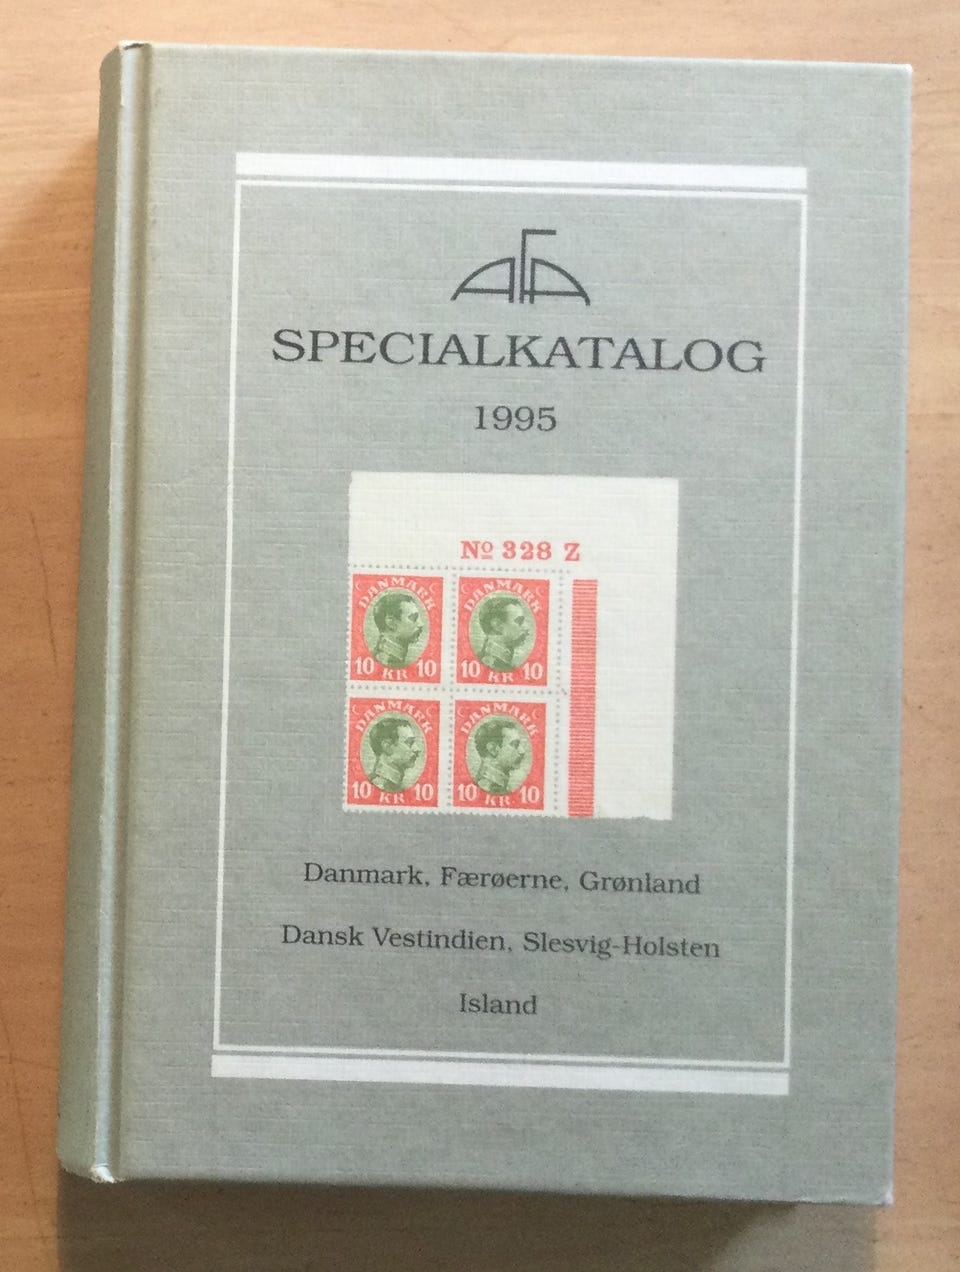 AFA
SPECIALKATALOG
1995
Nº 328 Z
DANMARK DANMARK
10 KR 10 10 KR 10
DANMARK DANMARK
10 KR 10 10 KR 10
Danmark, Færøerne, Grønland
Dansk Vestindien, Slesvig-Holsten
Island